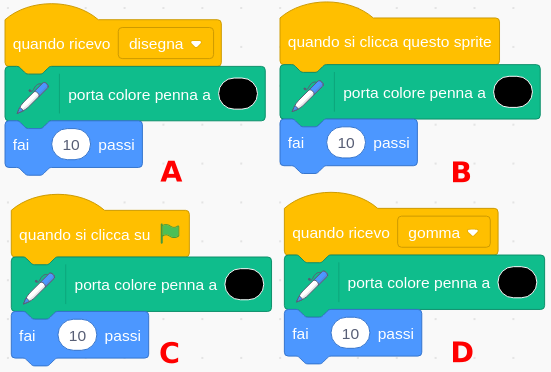 quando ricevo disegna
porta colore penna a
fai 10 passi
A
quando si clicca questo sprite
porta colore penna a
fai 10 passi
B
quando si clicca su
porta colore penna a
fai 10 passi
C
quando ricevo gomma
porta colore penna a
fai 10 passi
D